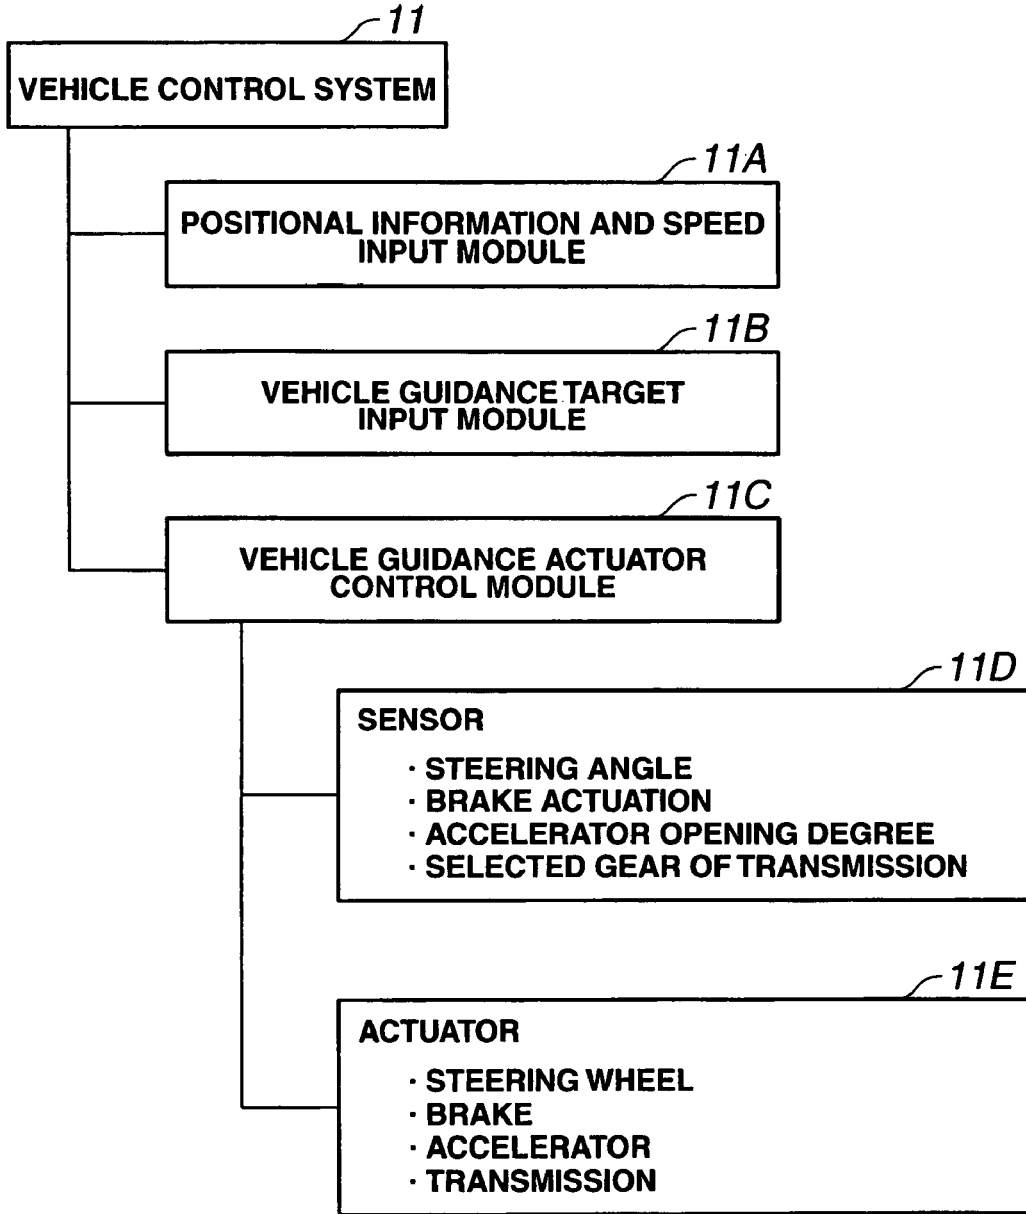 11
VEHICLE CONTROL SYSTEM
11A
POSITIONAL INFORMATION AND SPEED
INPUT MODULE
11B
VEHICLE GUIDANCE TARGET
INPUT MODULE
11C
VEHICLE GUIDANCE ACTUATOR
CONTROL MODULE
11D
SENSOR
· STEERING ANGLE
· BRAKE ACTUATION
· ACCELERATOR OPENING DEGREE
· SELECTED GEAR OF TRANSMISSION
11E
ACTUATOR
· STEERING WHEEL
· BRAKE
· ACCELERATOR
· TRANSMISSION